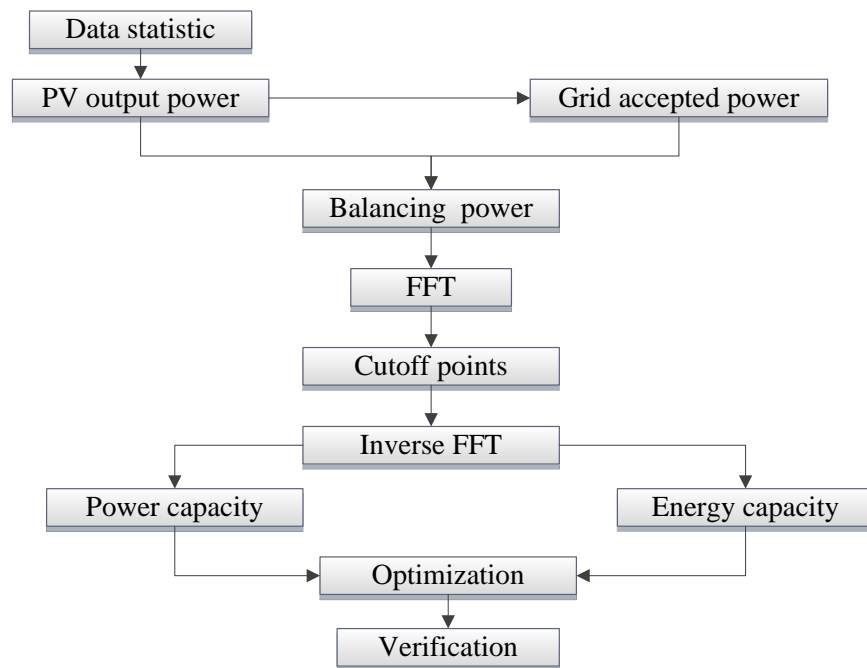 Data statistic
PV output power
Grid accepted power
Balancing power
FFT
Cutoff points
Inverse FFT
Power capacity
Energy capacity
Optimization
Verification